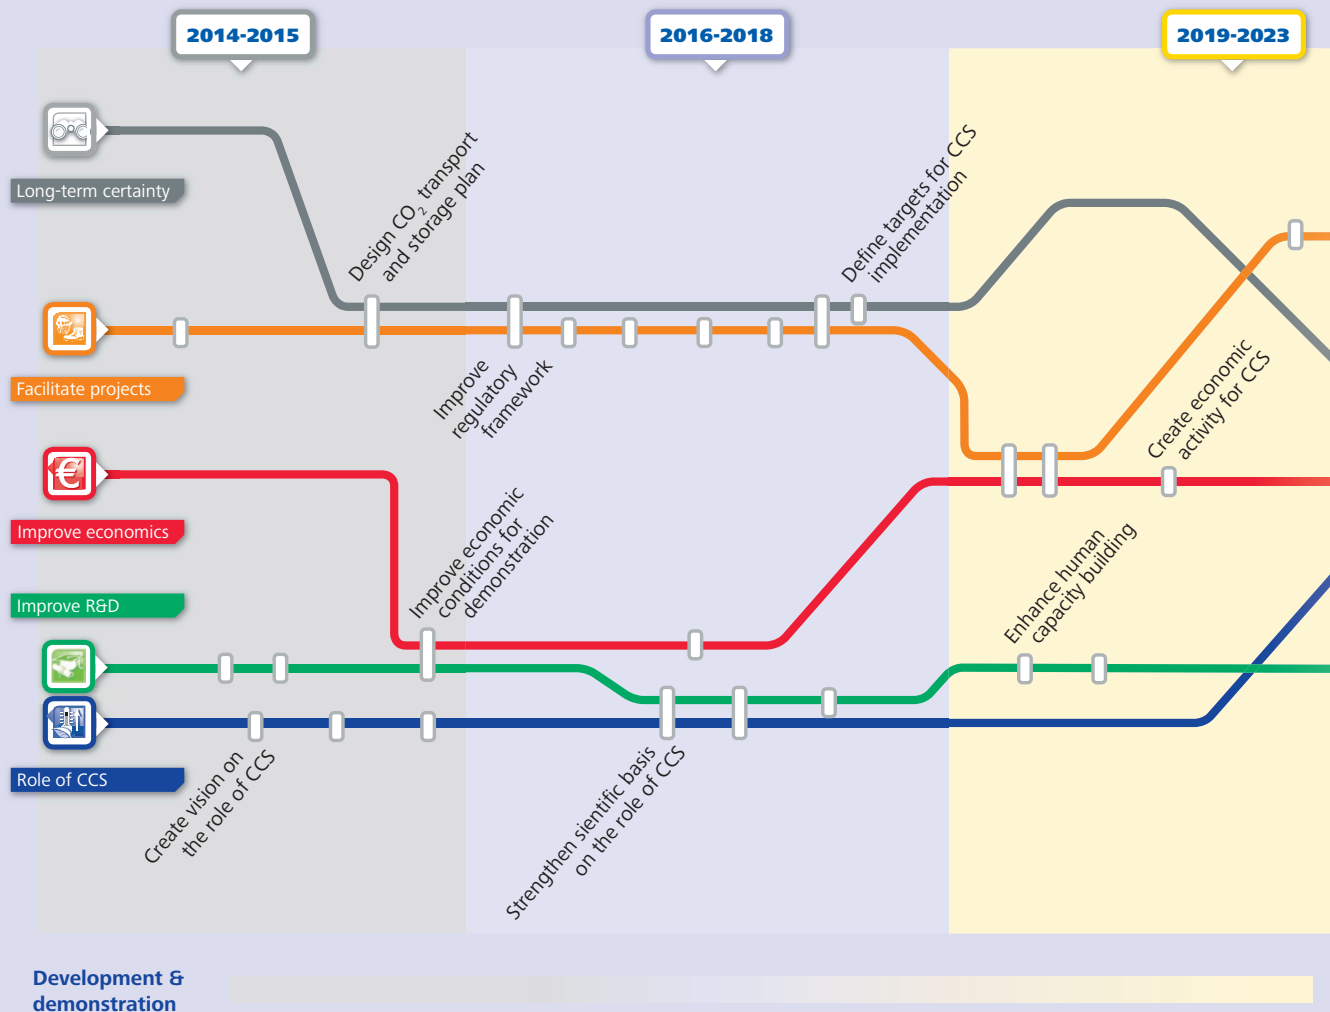 2014-2015
2016-2018
2019-2023
Long-term certainty
Design CO₂ transport
and storage plan
Define targets for CCS
implementation
Facilitate projects
Improve
regulatory
framework
Create economic
activity for CCS
€
Improve economics
Improve economic
conditions for
demonstration
Enhance human
capacity building
Improve R&D
Role of CCS
Create vision on
the role of CCS
Strengthen sientific basis
on the role of CCS
Development &
demonstration